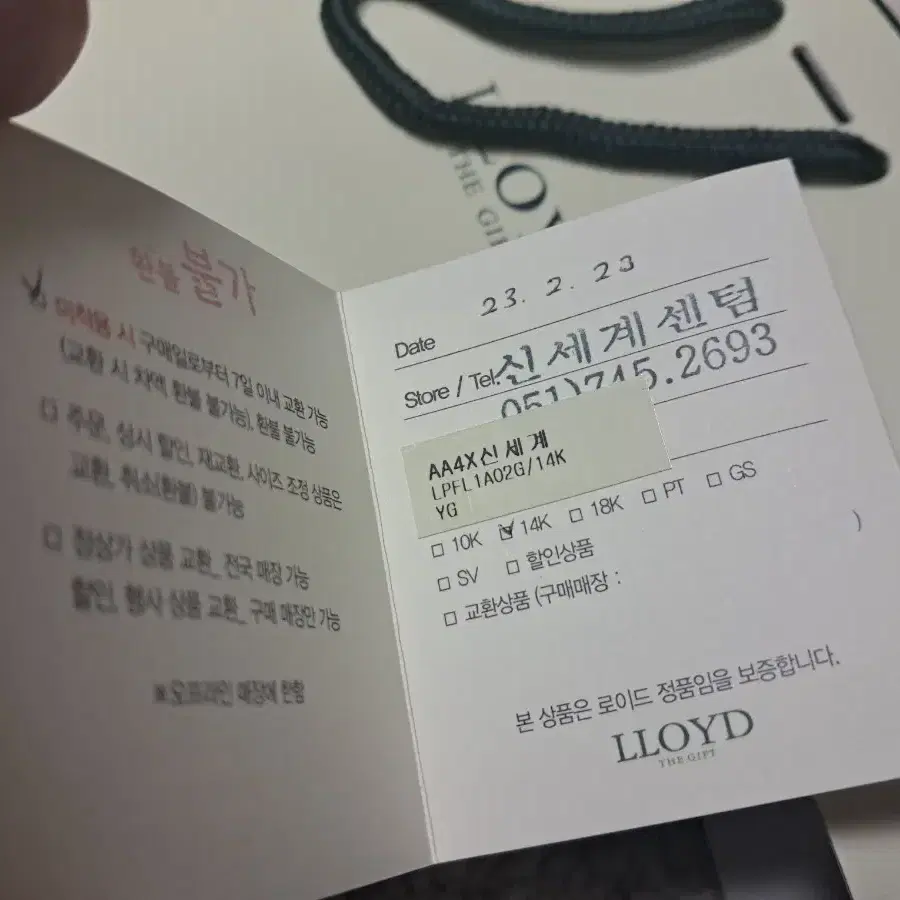 LLOY
THE GI
환불 불가
미착용 시 구매일로부터 7일 이내 교환 가능
(교환 시 차액 환불 불가능), 환불 불가능
주문, 상시 할인, 재교환, 사이즈 조정 상품은
교환, 취소(환불) 불가능
정상가 상품 교환_ 전국 매장 가능
할인, 행사 상품 교환_ 구매 매장만 가능
※오프라인 매장에 한함
Date 23. 2. 23
Store / Tel. 신세계센텀
051)745.2693
AA4X신세계
LPFL1A02G/14K
YG
□ 10K ☑ 14K □ 18K □ PT □ GS
□ SV □ 할인상품
□ 교환상품 (구매매장 : )
본 상품은 로이드 정품임을 보증합니다.
LLOYD
THE GIFT